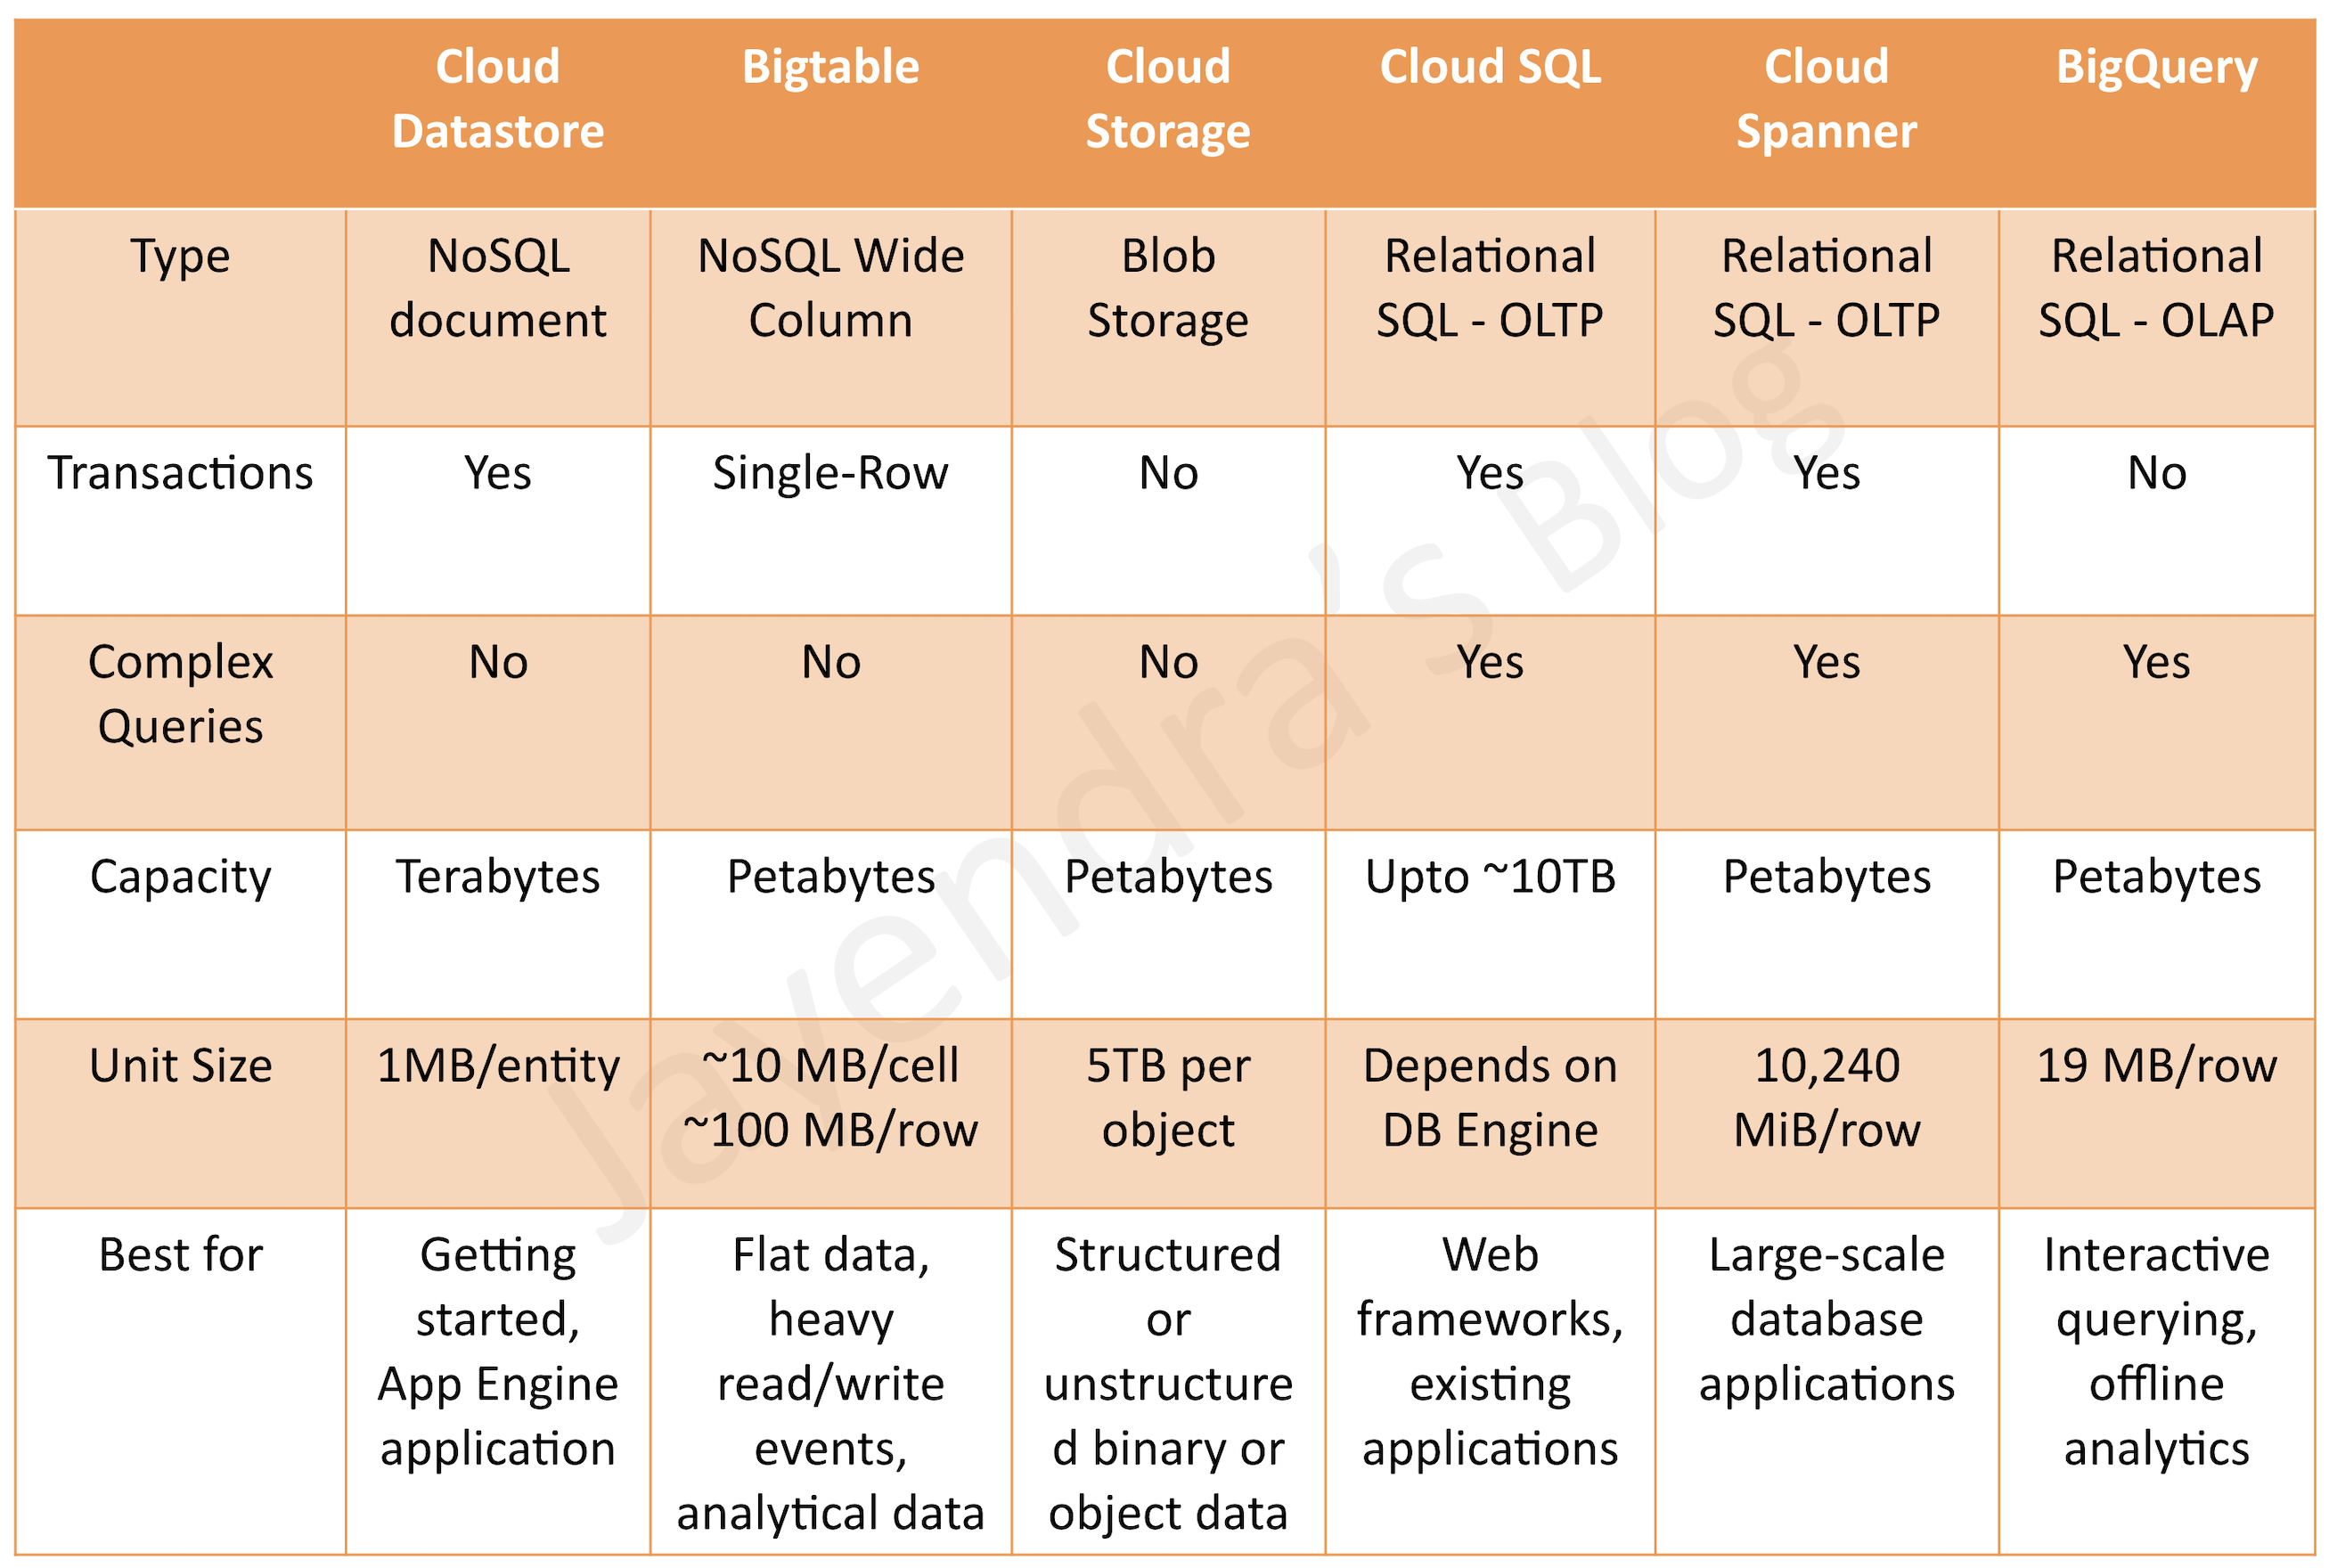 Cloud Datastore Bigtable Cloud Storage Cloud SQL Cloud Spanner BigQuery
Type NoSQL document NoSQL Wide Column Blob Storage Relational SQL - OLTP Relational SQL - OLTP Relational SQL - OLAP
Transactions Yes Single-Row No Yes Yes No
Complex Queries No No No Yes Yes Yes
Capacity Terabytes Petabytes Petabytes Upto ~10TB Petabytes Petabytes
Unit Size 1MB/entity ~10 MB/cell ~100 MB/row 5TB per object Depends on DB Engine 10,240 MiB/row 19 MB/row
Best for Getting started, App Engine application Flat data, heavy read/write events, analytical data Structured or unstructured binary or object data Web frameworks, existing applications Large-scale database applications Interactive querying, offline analytics
Jayendra's Blog